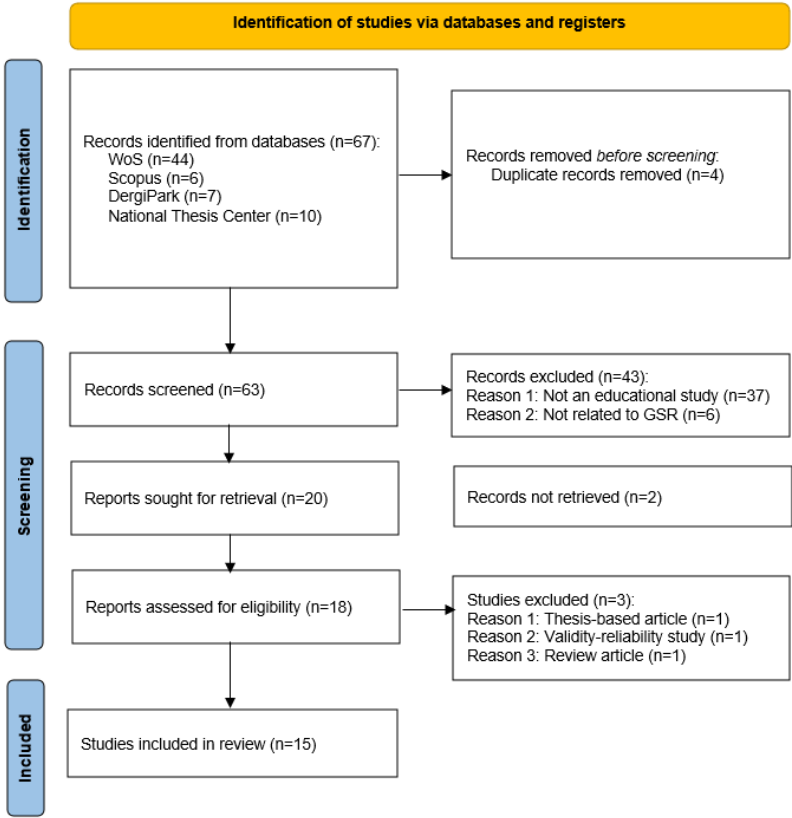 Identification of studies via databases and registers
Identification
Records identified from databases (n=67):
WoS (n=44)
Scopus (n=6)
DergiPark (n=7)
National Thesis Center (n=10)
Records removed before screening:
Duplicate records removed (n=4)
Screening
Records screened (n=63)
Records excluded (n=43):
Reason 1: Not an educational study (n=37)
Reason 2: Not related to GSR (n=6)
Reports sought for retrieval (n=20)
Records not retrieved (n=2)
Reports assessed for eligibility (n=18)
Studies excluded (n=3):
Reason 1: Thesis-based article (n=1)
Reason 2: Validity-reliability study (n=1)
Reason 3: Review article (n=1)
Included
Studies included in review (n=15)